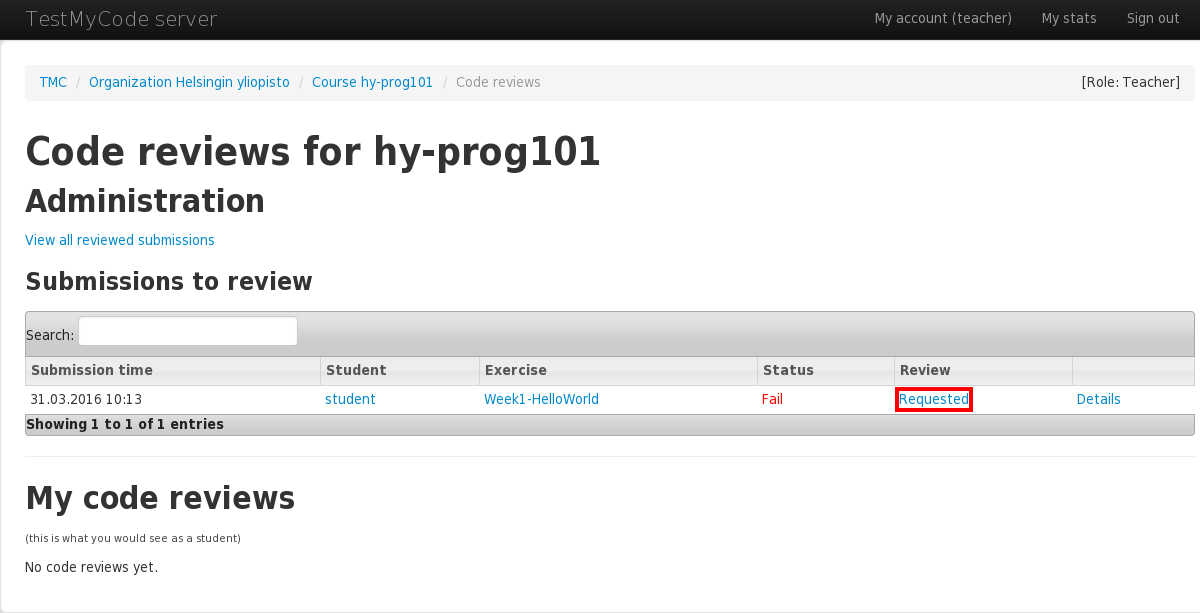 TestMyCode server My account (teacher) My stats Sign out
TMC / Organization Helsingin yliopisto / Course hy-prog101 / Code reviews [Role: Teacher]
Code reviews for hy-prog101
Administration
View all reviewed submissions
Submissions to review
Search:
Submission time Student Exercise Status Review
31.03.2016 10:13 student Week1-HelloWorld Fail Requested Details
Showing 1 to 1 of 1 entries
My code reviews
(this is what you would see as a student)
No code reviews yet.